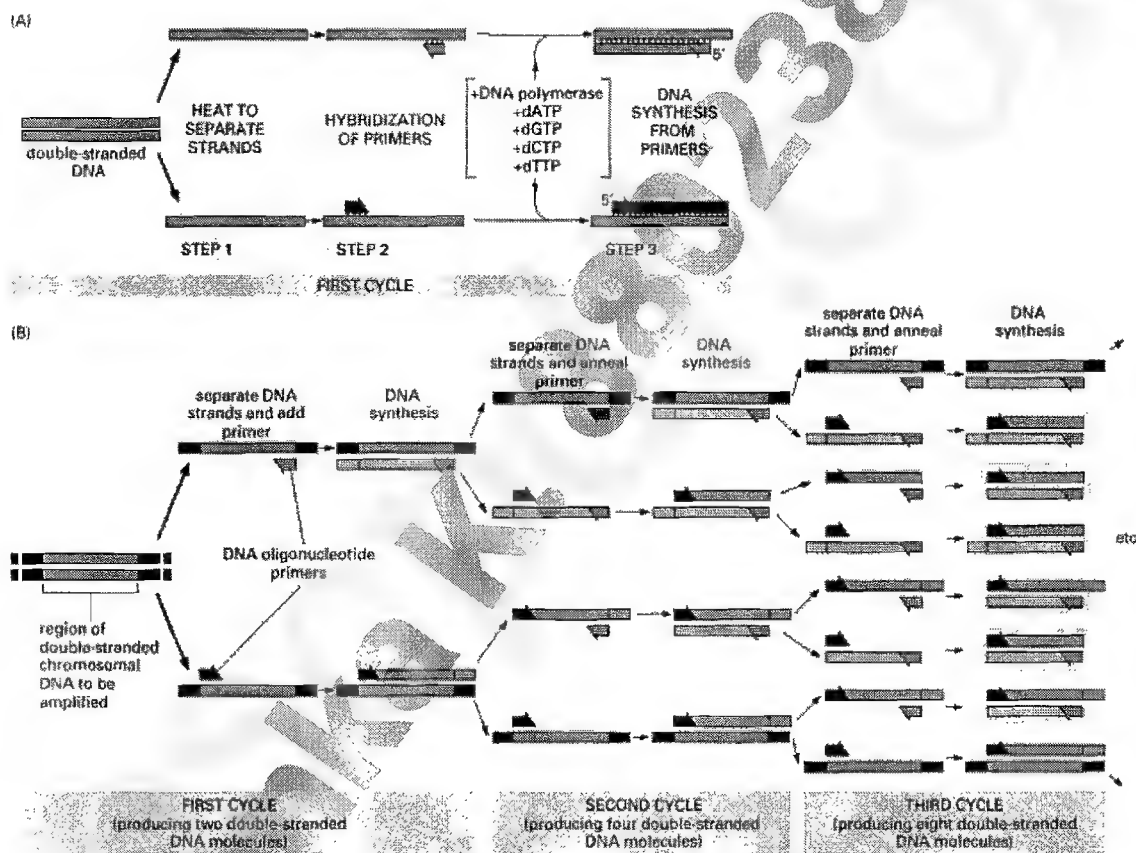 (A)
HEAT TO
SEPARATE
STRANDS
HYBRIDIZATION
OF PRIMERS
+DNA polymerase
+dATP
+dGTP
+dCTP
+dTTP
DNA
SYNTHESIS
FROM
PRIMERS
5′
double-stranded
DNA
5′
STEP 1
STEP 2
STEP 3
FIRST CYCLE
(B)
separate DNA
strands and add
primer
DNA
synthesis
separate DNA
strands and anneal
primer
DNA
synthesis
separate DNA
strands and anneal
primer
DNA
synthesis
DNA oligonucleotide
primers
region of
double-stranded
chromosomal
DNA to be
amplified
etc
FIRST CYCLE
(producing two double-stranded
DNA molecules)
SECOND CYCLE
(producing four double-stranded
DNA molecules)
THIRD CYCLE
(producing eight double-stranded
DNA molecules)